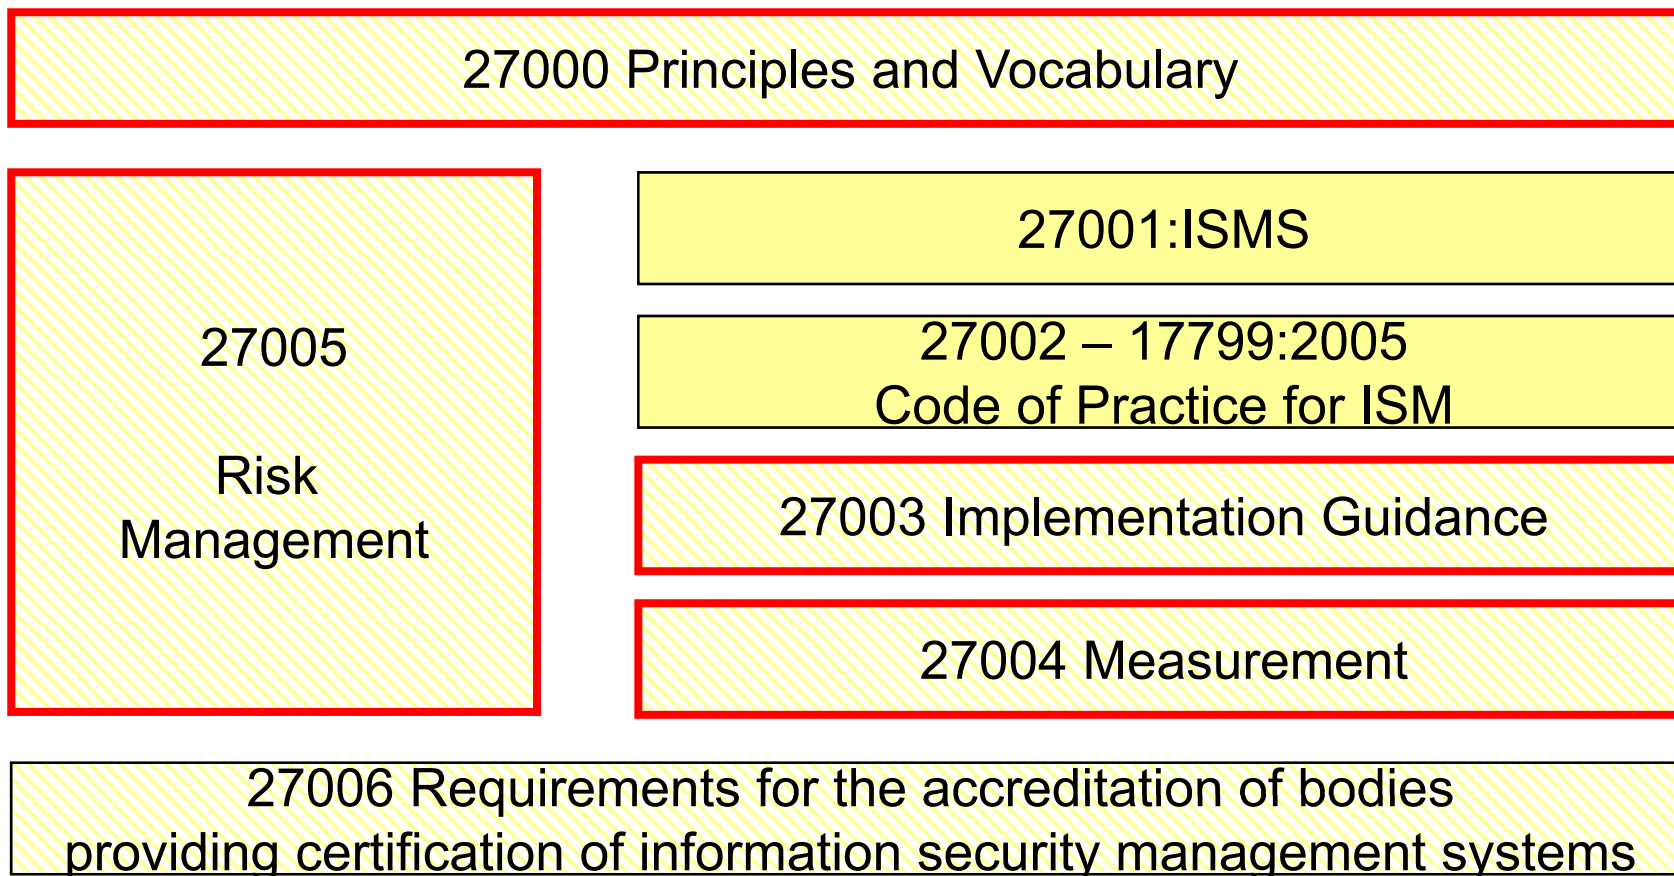 27000 Principles and Vocabulary
27005
Risk
Management
27001:ISMS
27002 – 17799:2005
Code of Practice for ISM
27003 Implementation Guidance
27004 Measurement
27006 Requirements for the accreditation of bodies
providing certification of information security management systems